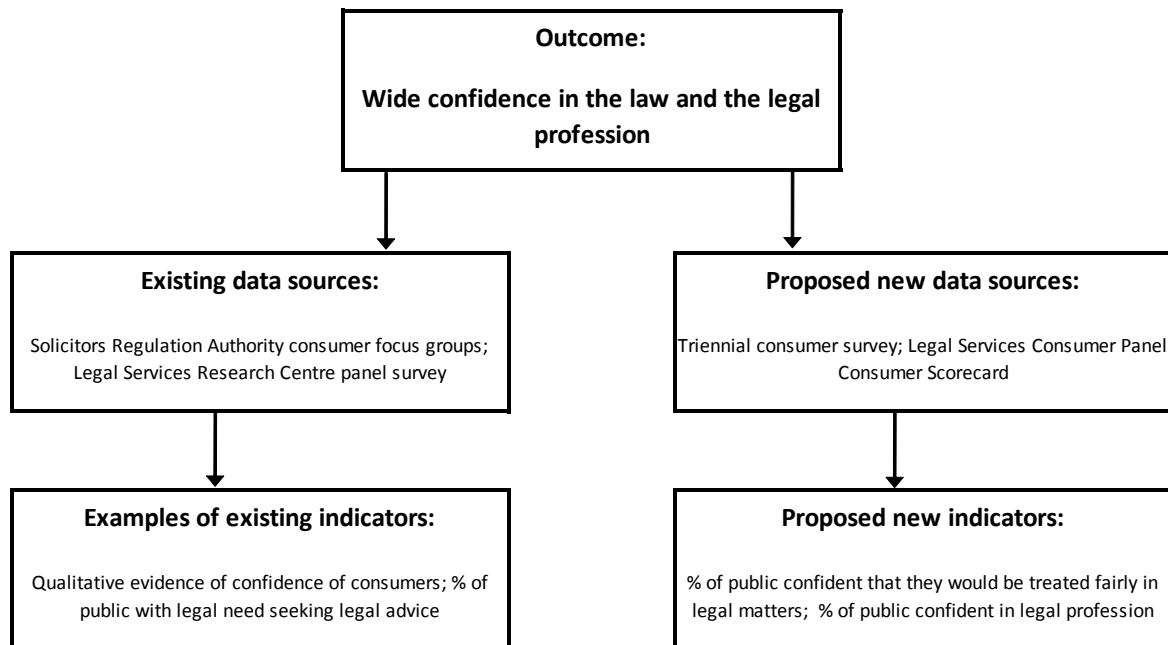 Outcome:
Wide confidence in the law and the legal
profession
Existing data sources:
Solicitors Regulation Authority consumer focus groups;
Legal Services Research Centre panel survey
Proposed new data sources:
Triennial consumer survey; Legal Services Consumer Panel
Consumer Scorecard
Examples of existing indicators:
Qualitative evidence of confidence of consumers; % of
public with legal need seeking legal advice
Proposed new indicators:
% of public confident that they would be treated fairly in
legal matters;  % of public confident in legal profession